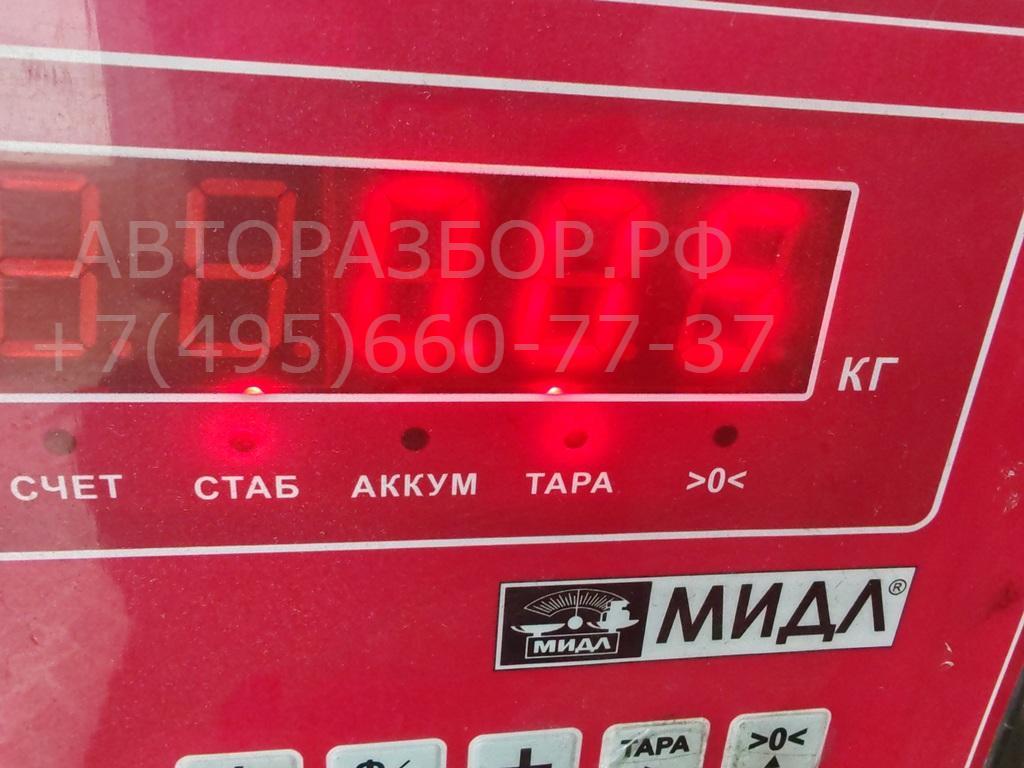 АВТОРАЗБОР.РФ
+7(495)660-77-37
КГ
СЧЕТ СТАБ АККУМ ТАРА >0<
МИДЛ МИДЛ®
ТАРА >0<